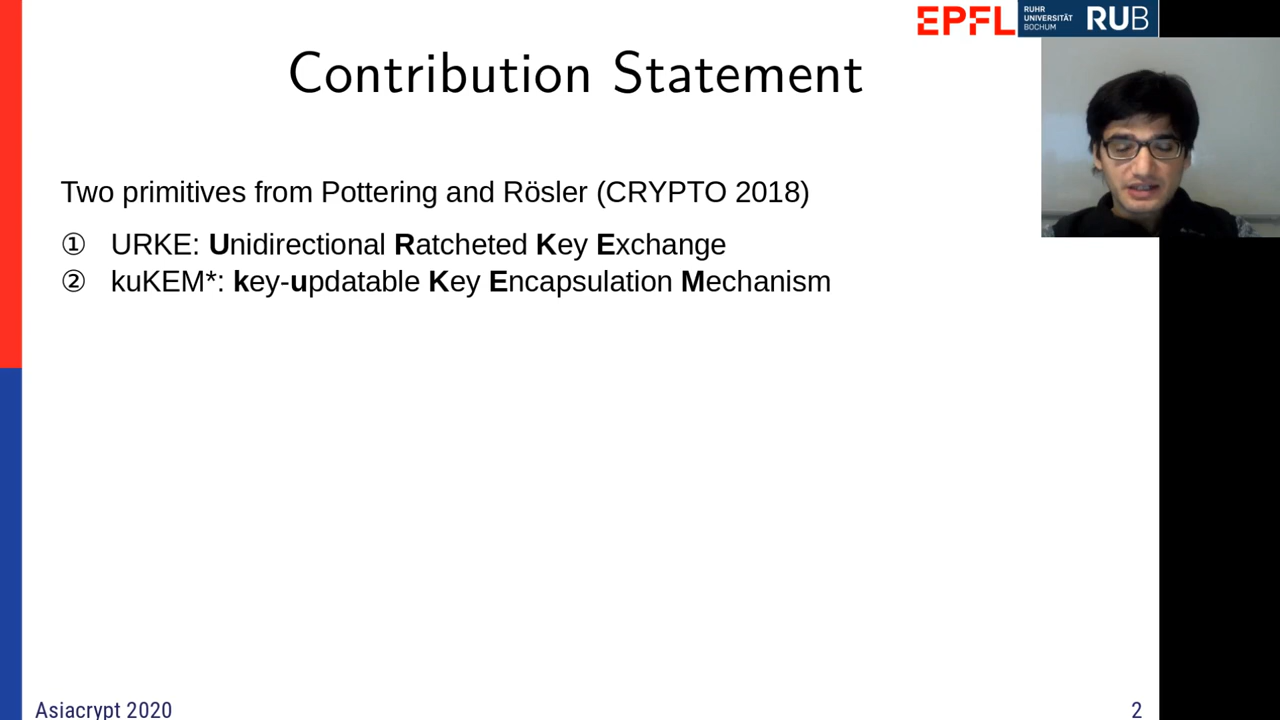 EPFL
RUHR
UNIVERSITÄT
BOCHUM
RUB
Contribution Statement
Two primitives from Pottering and Rösler (CRYPTO 2018)
① URKE: Unidirectional Ratcheted Key Exchange
② kuKEM*: key-updatable Key Encapsulation Mechanism
Asiacrypt 2020
2